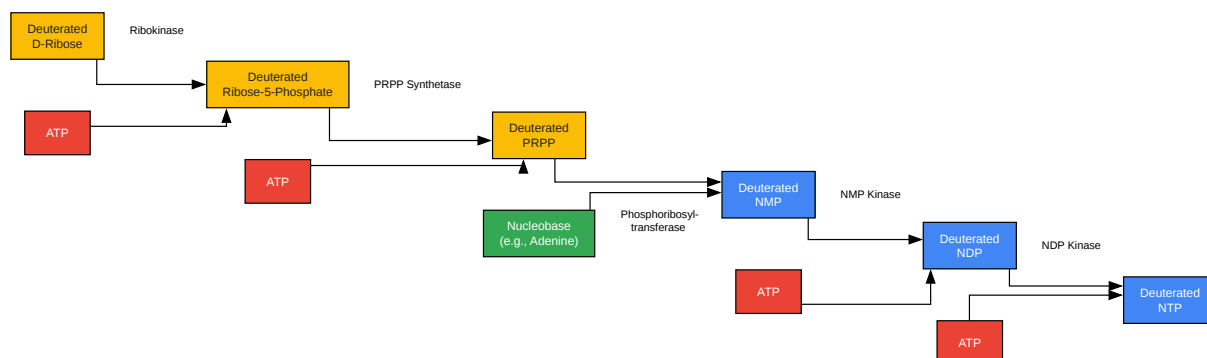 Deuterated
D-Ribose
Ribokinase
ATP
Deuterated
Ribose-5-Phosphate
PRPP Synthetase
ATP
Deuterated
PRPP
Nucleobase
(e.g., Adenine)
Phosphoribosyl-
transferase
Deuterated
NMP
NMP Kinase
ATP
Deuterated
NDP
NDP Kinase
ATP
Deuterated
NTP